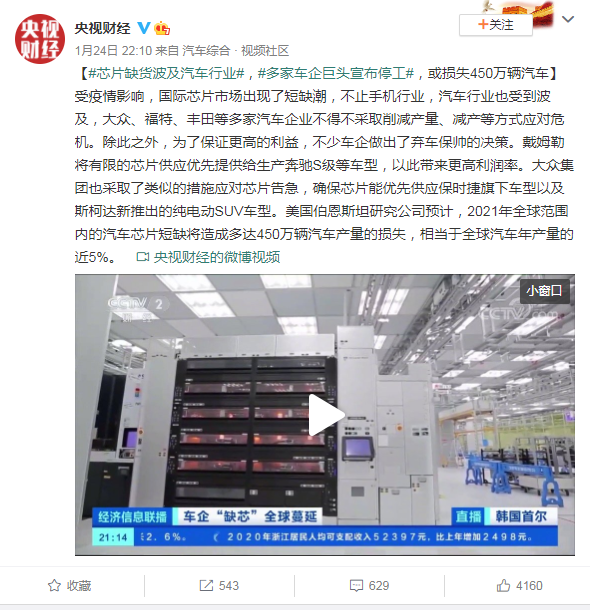 央视财经
央视
财经
+关注
1月24日 22:10 来自 汽车综合 · 视频社区
【#芯片缺货波及汽车行业#，#多家车企巨头宣布停工#，或损失450万辆汽车】
受疫情影响，国际芯片市场出现了短缺潮，不止手机行业，汽车行业也受到波
及，大众、福特、丰田等多家汽车企业不得不采取削减产量、减产等方式应对危
机。除此之外，为了保证更高的利益，不少车企做出了弃车保帅的决策。戴姆勒
将有限的芯片供应优先提供给生产奔驰S级等车型，以此带来更高利润率。大众集
团也采取了类似的措施应对芯片告急，确保芯片能优先供应保时捷旗下车型以及
斯柯达新推出的纯电动SUV车型。美国伯恩斯坦研究公司预计，2021年全球范围
内的汽车芯片短缺将造成多达450万辆汽车产量的损失，相当于全球汽车年产量的
近5%。 央视财经的微博视频
CCTV 2
小窗口
CCTV.com
经济信息联播 车企“缺芯”全球蔓延 直播 韩国首尔
21:14 2.6%。 2020年浙江居民人均可支配收入52397元，比上年增加2498元。
收藏 543 629 4160